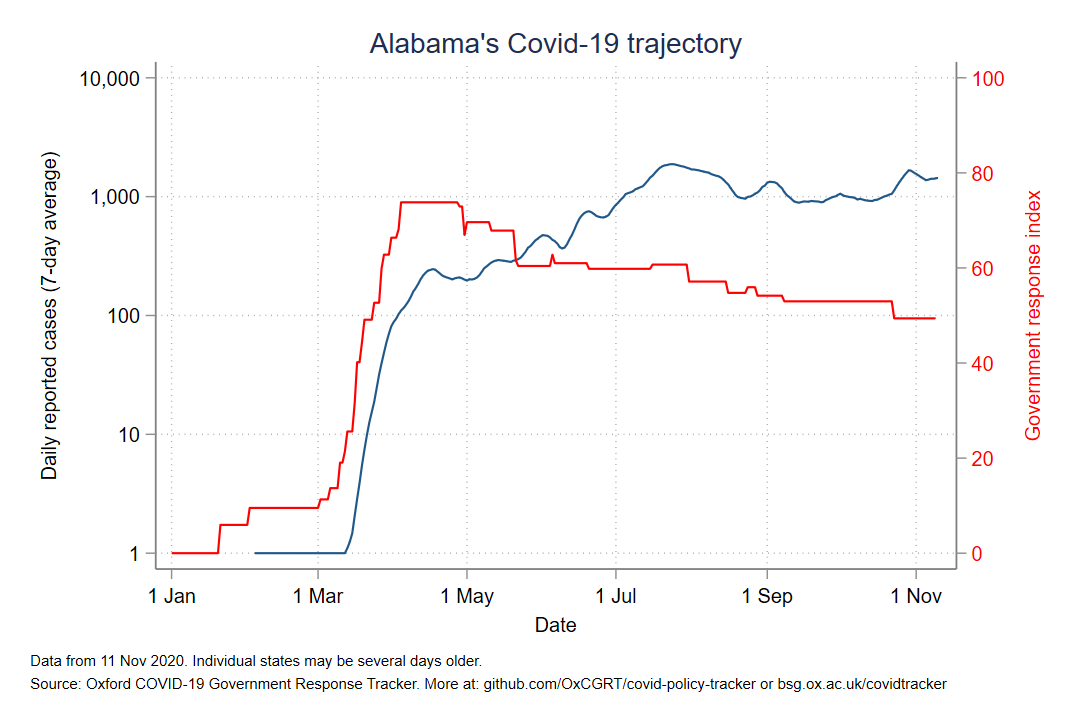 Alabama's Covid-19 trajectory
10,000
1,000
100
10
1
Daily reported cases (7-day average)
100
80
60
40
20
0
Government response index
1 Jan
1 Mar
1 May
1 Jul
1 Sep
1 Nov
Date
Data from 11 Nov 2020. Individual states may be several days older.
Source: Oxford COVID-19 Government Response Tracker. More at: github.com/OxCGRT/covid-policy-tracker or bsg.ox.ac.uk/covidtracker